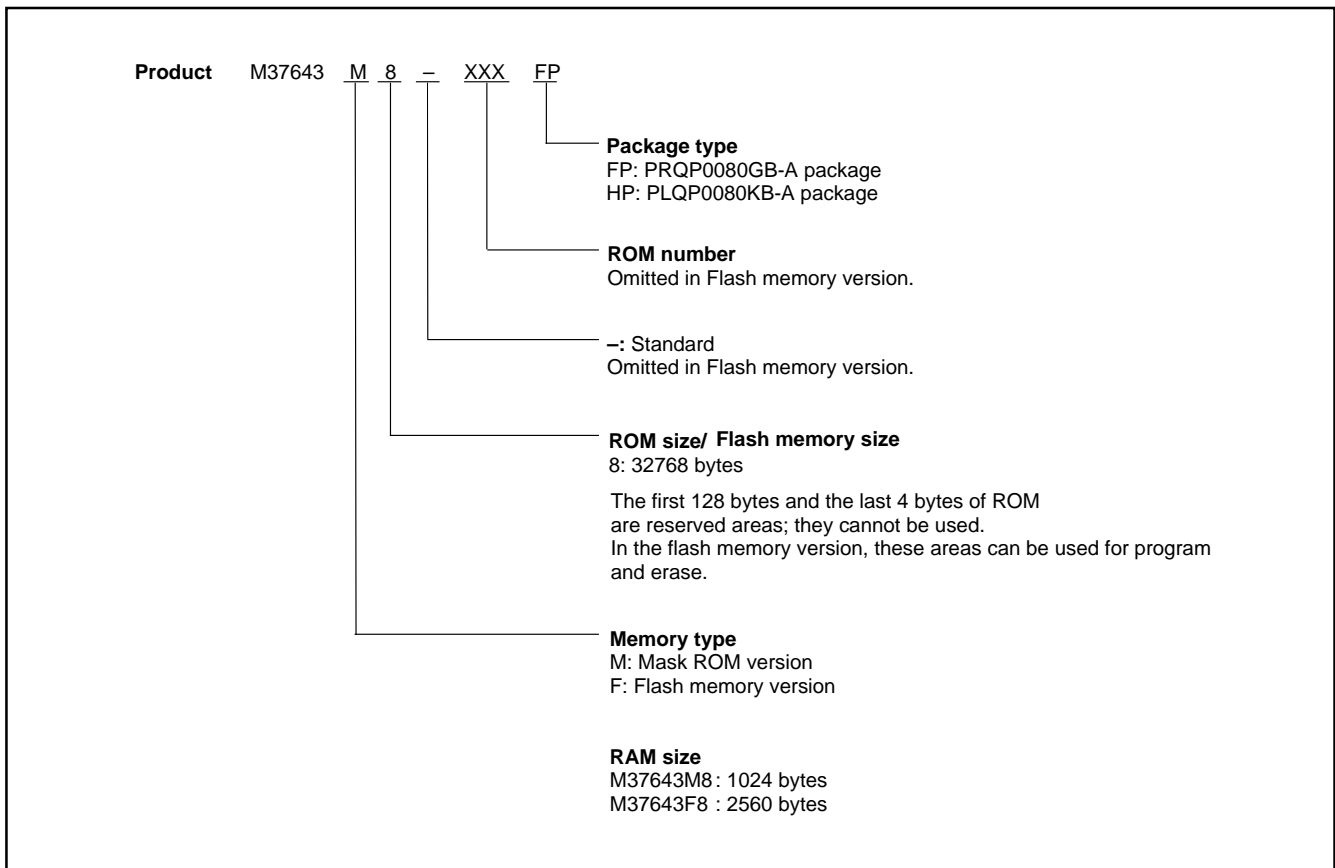 Product M37643 M 8 – XXX FP
Package type
FP: PRQP0080GB-A package
HP: PLQP0080KB-A package
ROM number
Omitted in Flash memory version.
–: Standard
Omitted in Flash memory version.
ROM size/ Flash memory size
8: 32768 bytes
The first 128 bytes and the last 4 bytes of ROM
are reserved areas; they cannot be used.
In the flash memory version, these areas can be used for program
and erase.
Memory type
M: Mask ROM version
F: Flash memory version
RAM size
M37643M8 : 1024 bytes
M37643F8 : 2560 bytes